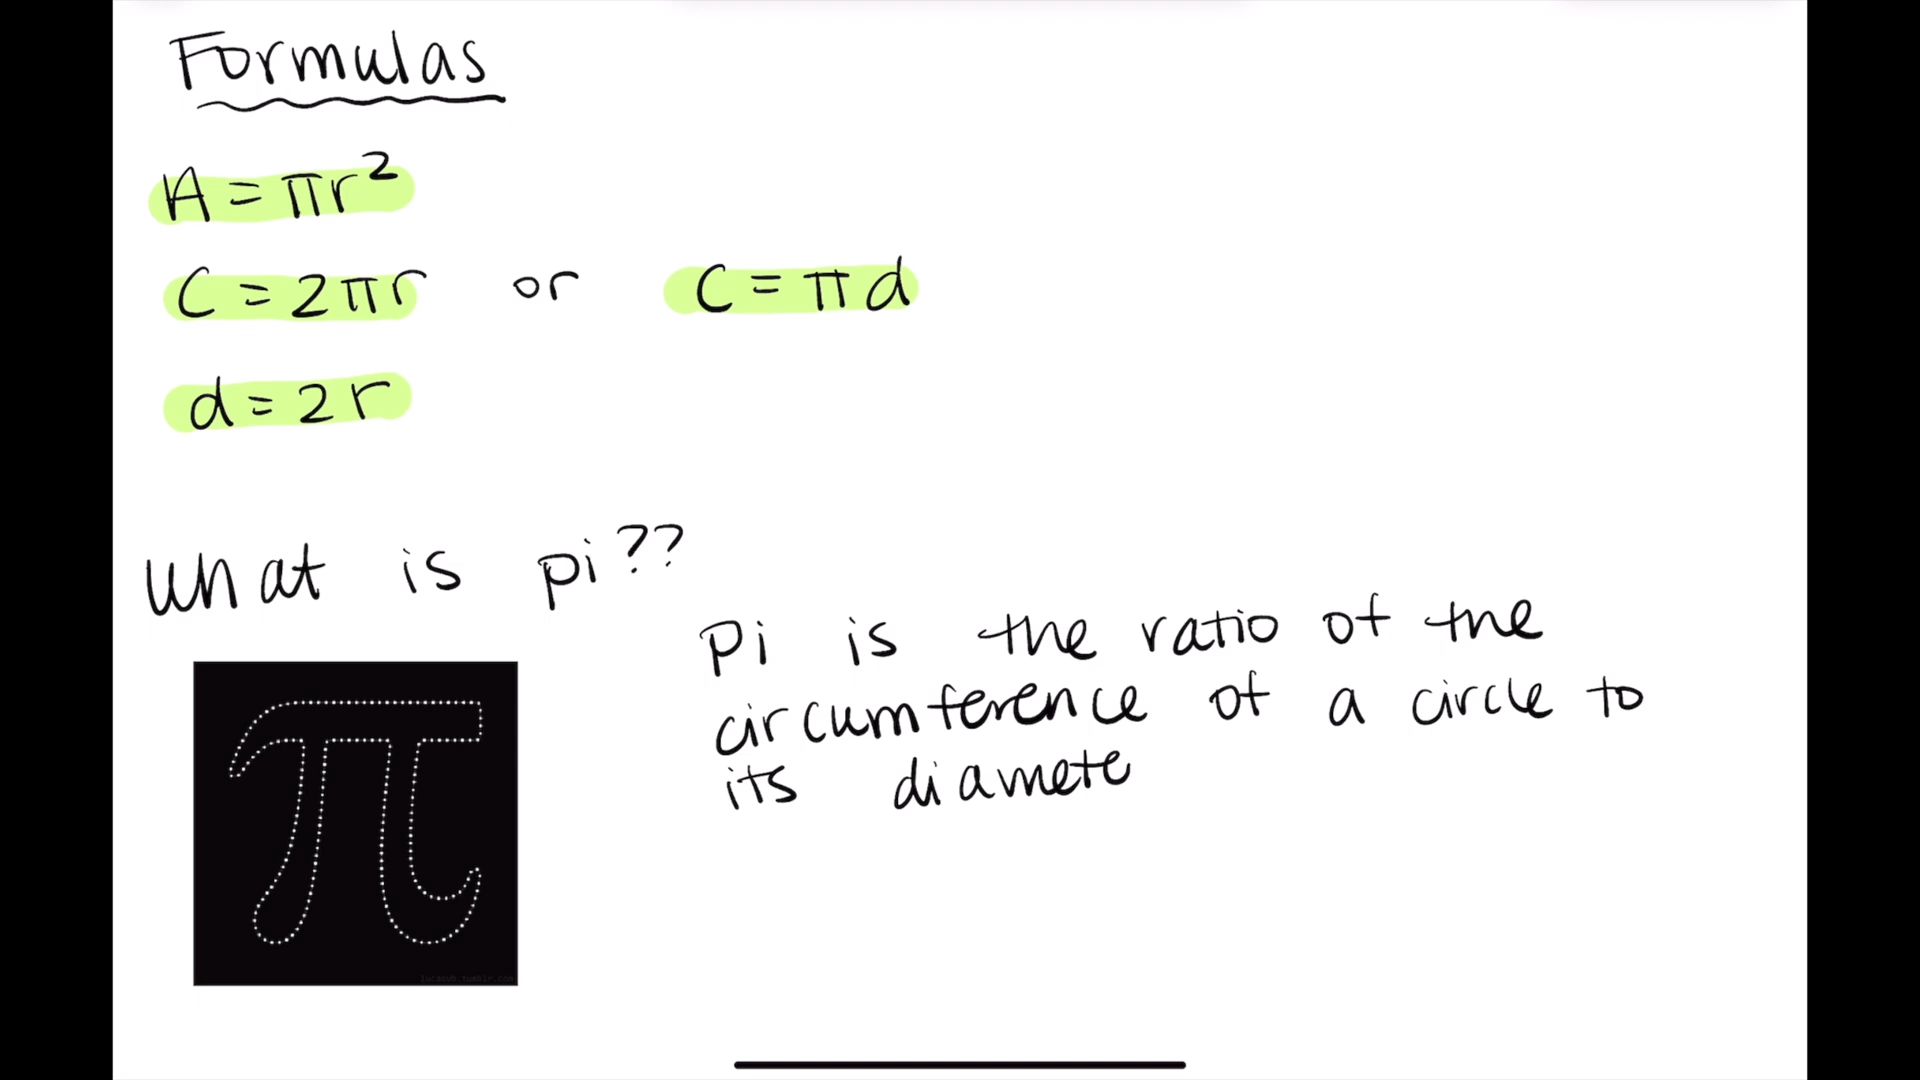 Formulas
A = πr²
C = 2πr or C = πd
d = 2r
What is pi??
Pi is the ratio of the
circumference of a circle to
its diamete